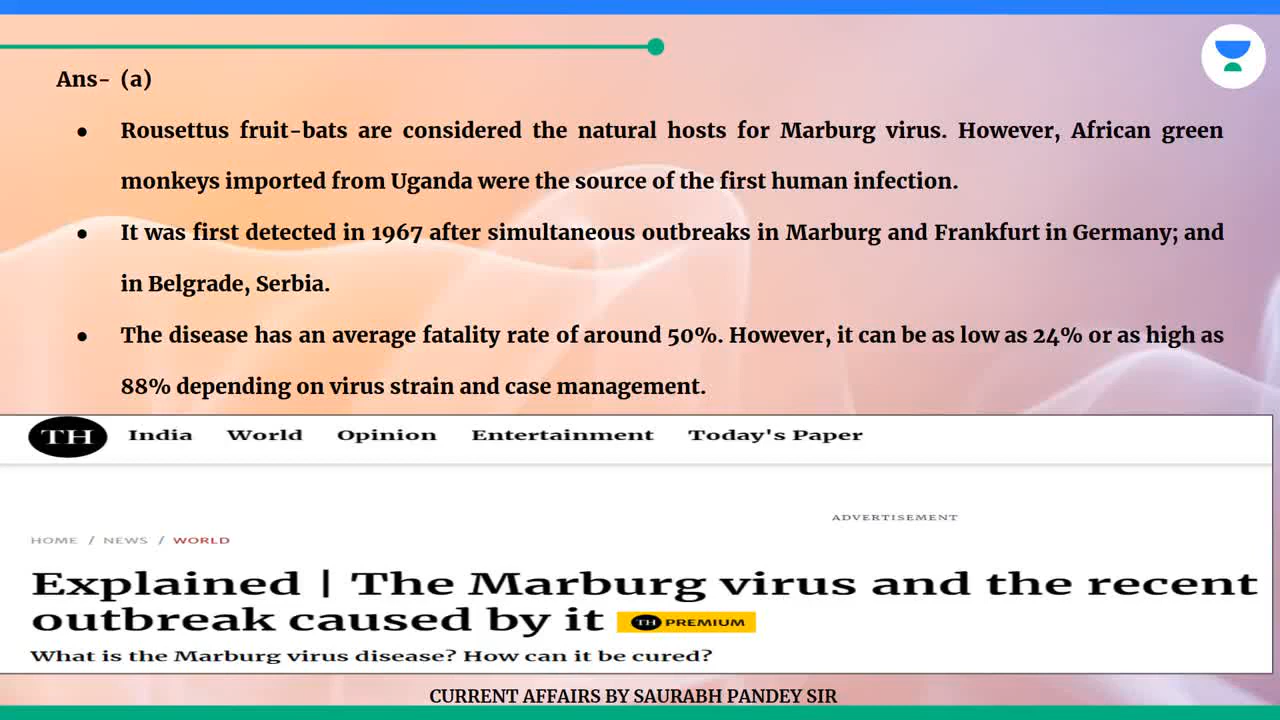 Ans- (a)
● Rousettus fruit-bats are considered the natural hosts for Marburg virus. However, African green
monkeys imported from Uganda were the source of the first human infection.
● It was first detected in 1967 after simultaneous outbreaks in Marburg and Frankfurt in Germany; and
in Belgrade, Serbia.
● The disease has an average fatality rate of around 50%. However, it can be as low as 24% or as high as
88% depending on virus strain and case management.
TH India World Opinion Entertainment Today's Paper
ADVERTISEMENT
HOME / NEWS / WORLD
Explained | The Marburg virus and the recent
outbreak caused by it TH PREMIUM
What is the Marburg virus disease? How can it be cured?
CURRENT AFFAIRS BY SAURABH PANDEY SIR